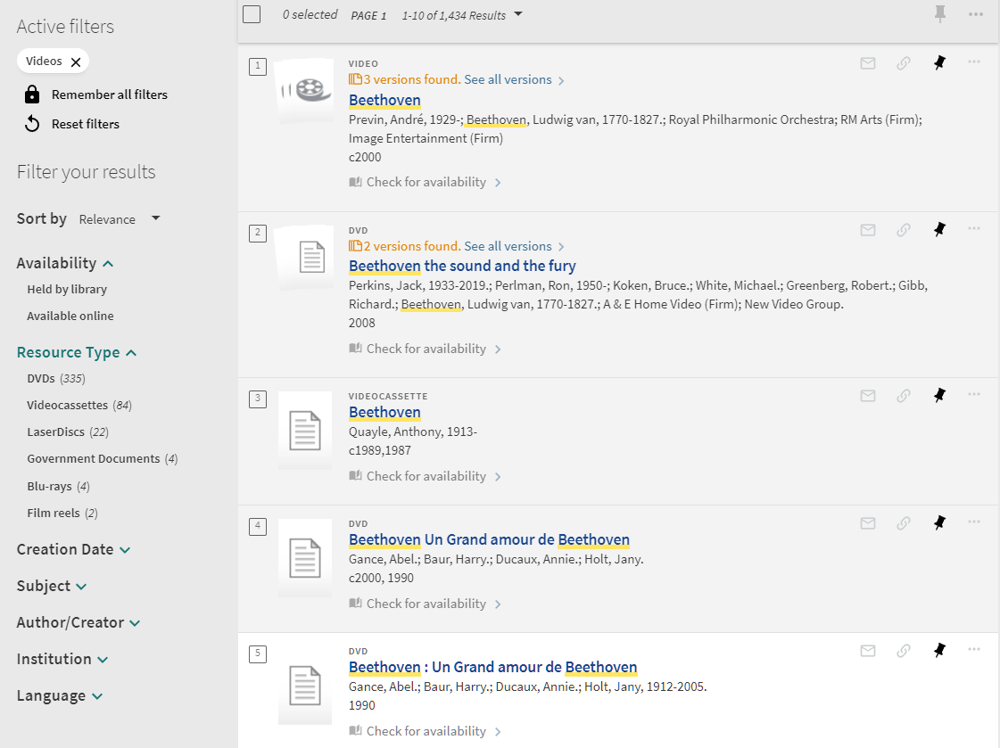 Active filters
Videos
Remember all filters
Reset filters
Filter your results
Sort by Relevance
Availability
Held by library
Available online
Resource Type
DVDs (335)
Videocassettes (84)
LaserDiscs (22)
Government Documents (4)
Blu-rays (4)
Film reels (2)
Creation Date
Subject
Author/Creator
Institution
Language
0 selected PAGE 1 1-10 of 1,434 Results
1
VIDEO
3 versions found. See all versions
Beethoven
Previn, André, 1929-; Beethoven, Ludwig van, 1770-1827.; Royal Philharmonic Orchestra; RM Arts (Firm);
Image Entertainment (Firm)
c2000
Check for availability
2
DVD
2 versions found. See all versions
Beethoven the sound and the fury
Perkins, Jack, 1933-2019.; Perlman, Ron, 1950-; Koken, Bruce.; White, Michael.; Greenberg, Robert.; Gibb,
Richard.; Beethoven, Ludwig van, 1770-1827.; A & E Home Video (Firm); New Video Group.
2008
Check for availability
3
VIDEOCASSETTE
Beethoven
Quayle, Anthony, 1913-
c1989,1987
Check for availability
4
DVD
Beethoven Un Grand amour de Beethoven
Gance, Abel.; Baur, Harry.; Ducaux, Annie.; Holt, Jany.
c2000, 1990
Check for availability
5
DVD
Beethoven : Un Grand amour de Beethoven
Gance, Abel.; Baur, Harry.; Ducaux, Annie.; Holt, Jany, 1912-2005.
1990
Check for availability